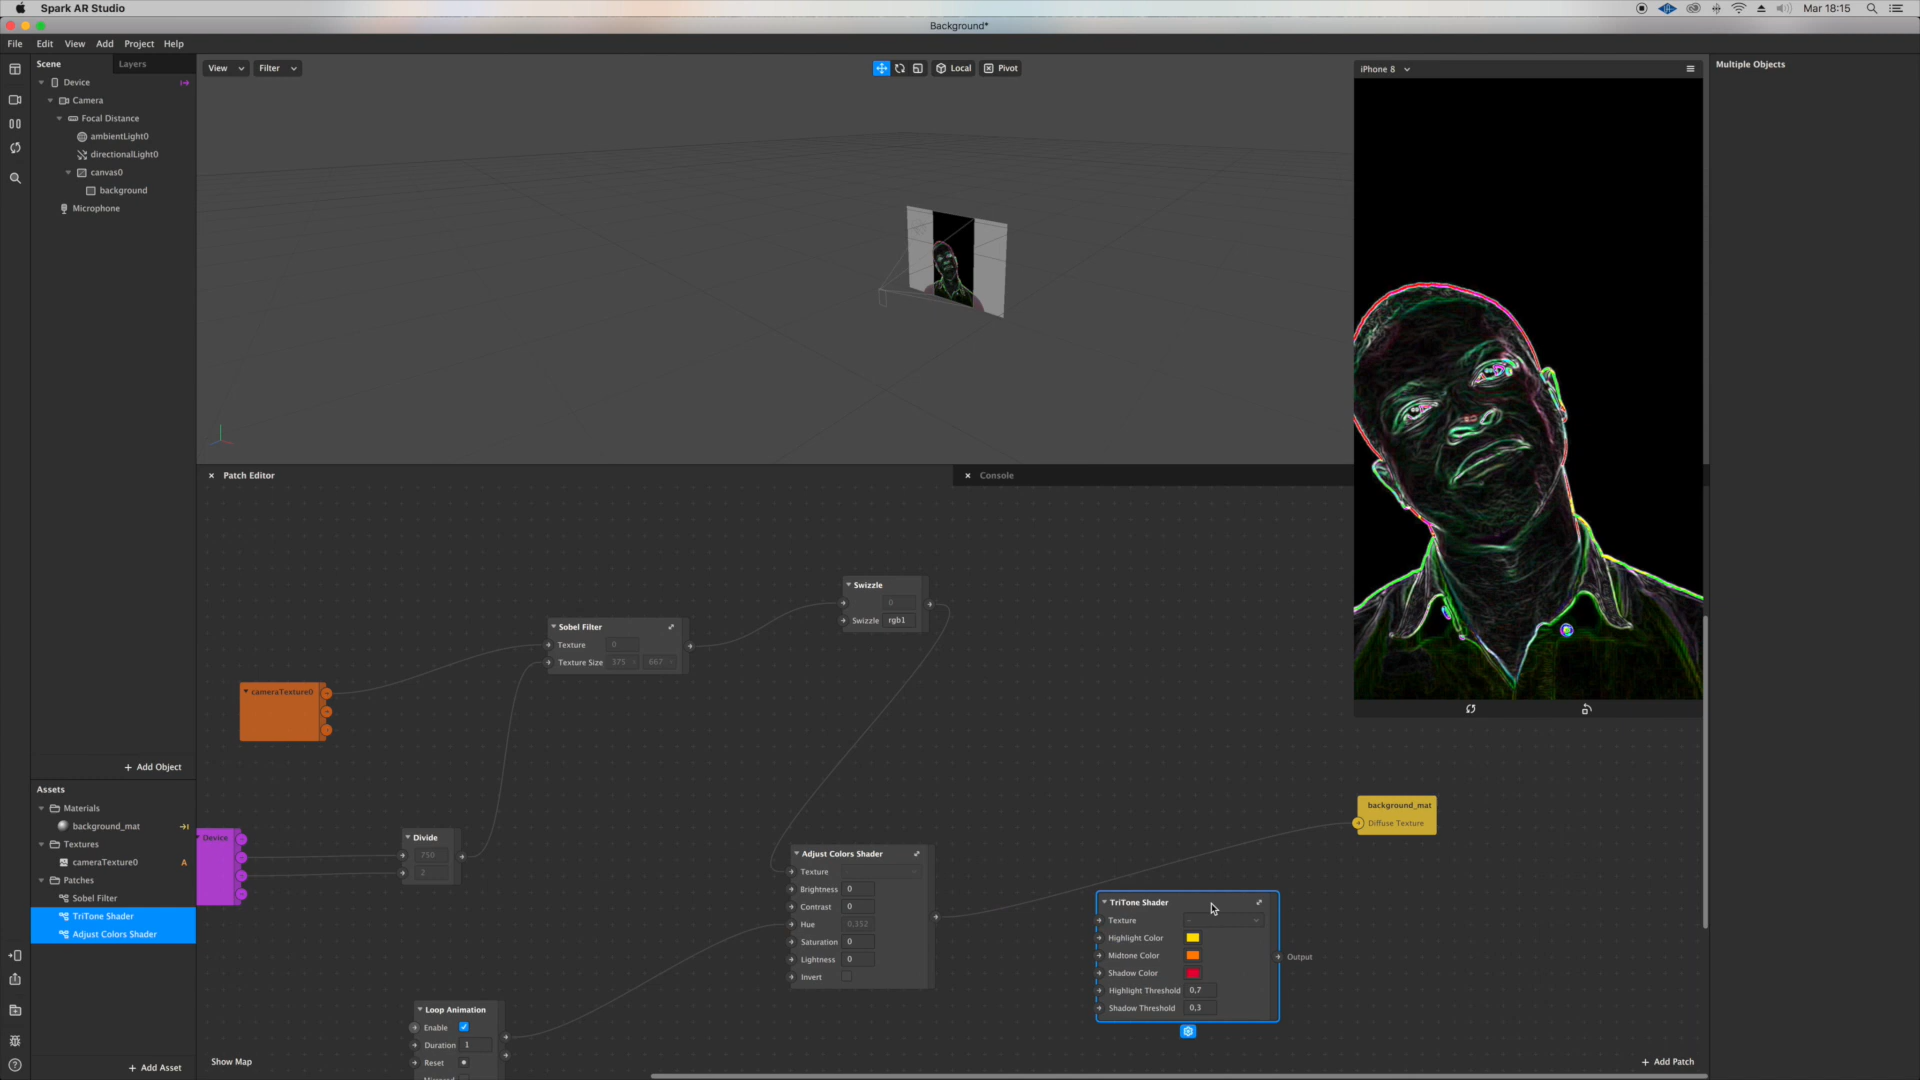 Spark AR Studio
Mar 18:15
Background*
File Edit View Add Project Help
Scene
Layers
Device
Camera
Focal Distance
ambientLight0
directionalLight0
canvas0
background
Microphone
+ Add Object
Assets
Materials
background_mat
Textures
cameraTexture0 A
Patches
Sobel Filter
TriTone Shader
Adjust Colors Shader
+ Add Asset
View
Filter
Local
Pivot
iPhone 8
Multiple Objects
Patch Editor
Console
cameraTexture0
Device
Divide
750
2
Sobel Filter
Texture 0
Texture Size 375 667
Swizzle
0
Swizzle rgb1
Loop Animation
Enable
Duration 1
Reset
Adjust Colors Shader
Texture
Brightness 0
Contrast 0
Hue 0,352
Saturation 0
Lightness 0
Invert
TriTone Shader
Texture -
Highlight Color
Midtone Color
Shadow Color
Highlight Threshold 0,7
Shadow Threshold 0,3
Output
background_mat
Diffuse Texture
Show Map
+ Add Patch